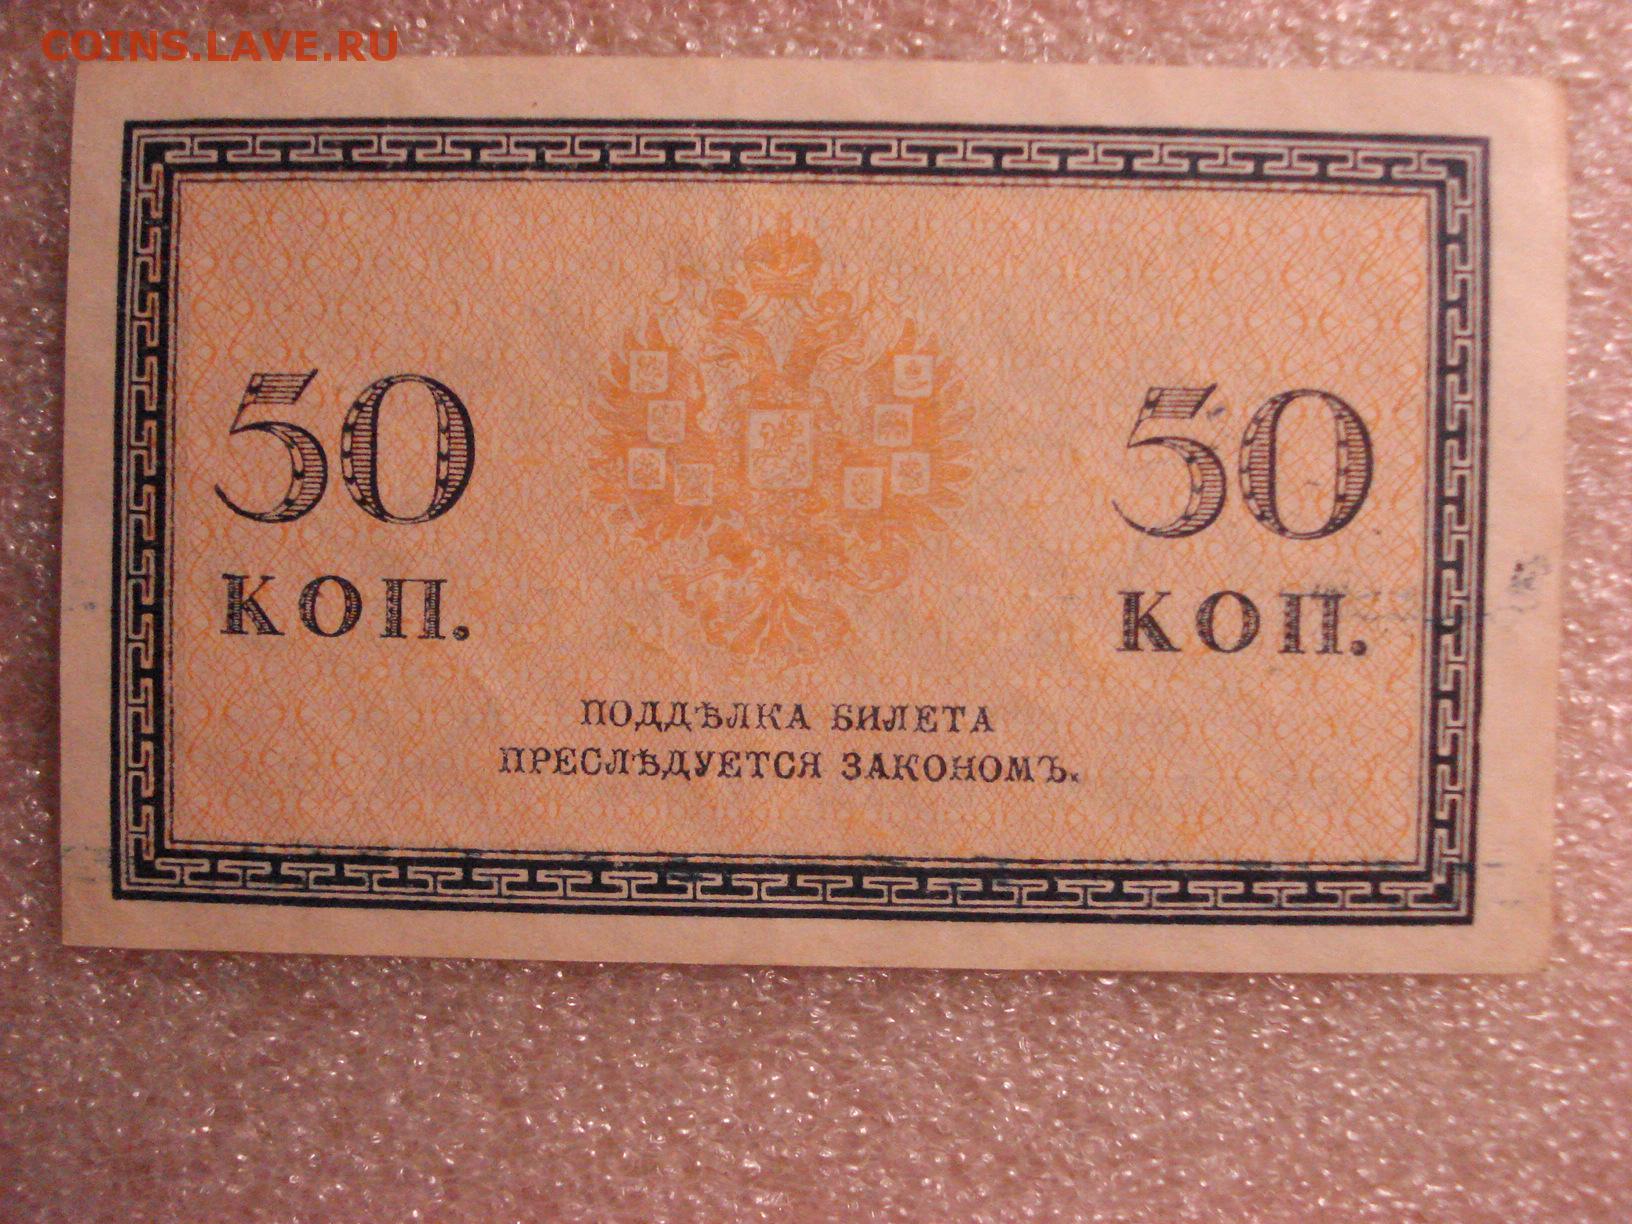 COINS.LAVE.RU
50 50
КОП. КОП.
ПОДДѢЛКА БИЛЕТА
ПРЕСЛѢДУЕТСЯ ЗАКОНОМЪ.